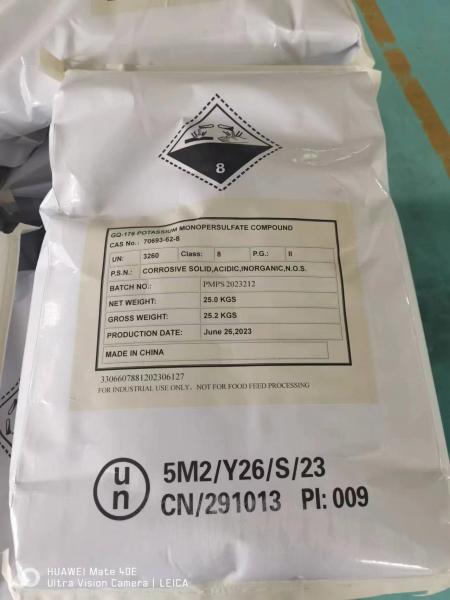 8
GQ-176 POTASSIUM MONOPERSULFATE COMPOUND
CAS No.: 70693-62-8
UN: 3260 Class: 8 P.G.: II
P.S.N.: CORROSIVE SOLID,ACIDIC,INORGANIC,N.O.S.
BATCH NO.: PMPS 2023212
NET WEIGHT: 25.0 KGS
GROSS WEIGHT: 25.2 KGS
PRODUCTION DATE: June 26,2023
MADE IN CHINA
3306607881202306127
FOR INDUSTRIAL USE ONLY, NOT FOR FOOD FEED PROCESSING
un
5M2/Y26/S/23
CN/291013 PI: 009
HUAWEI Mate 40E
Ultra Vision Camera | LEICA